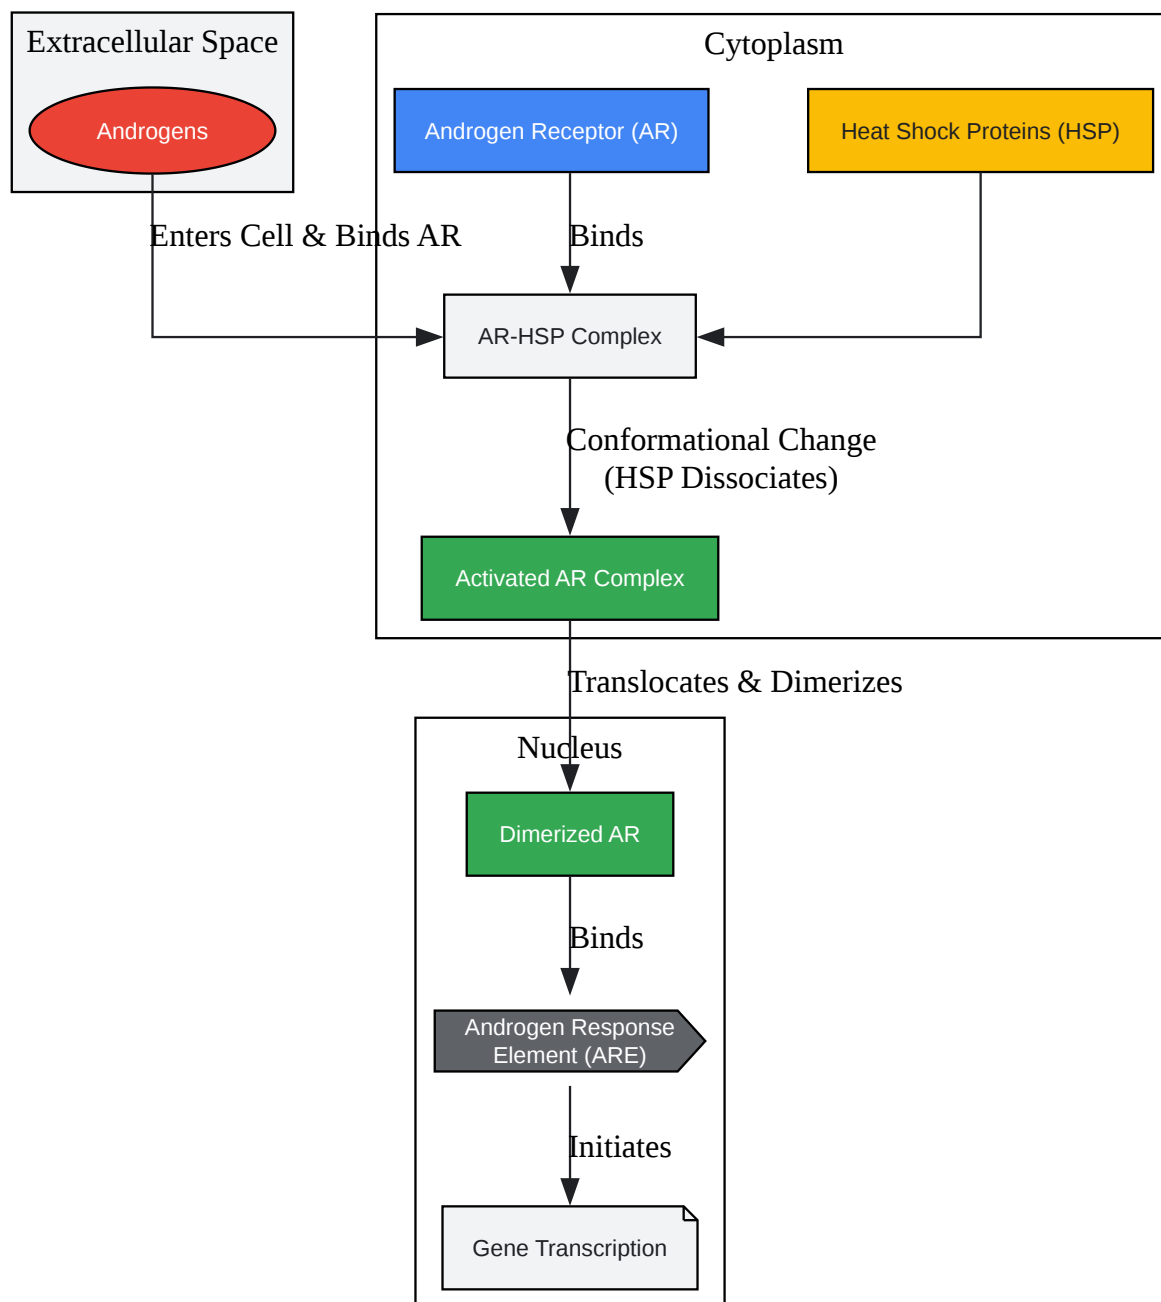 Extracellular Space
Cytoplasm
Androgens
Androgen Receptor (AR)
Heat Shock Proteins (HSP)
Enters Cell & Binds AR
Binds
AR-HSP Complex
Conformational Change
(HSP Dissociates)
Activated AR Complex
Translocates & Dimerizes
Nucleus
Dimerized AR
Binds
Androgen Response
Element (ARE)
Initiates
Gene Transcription